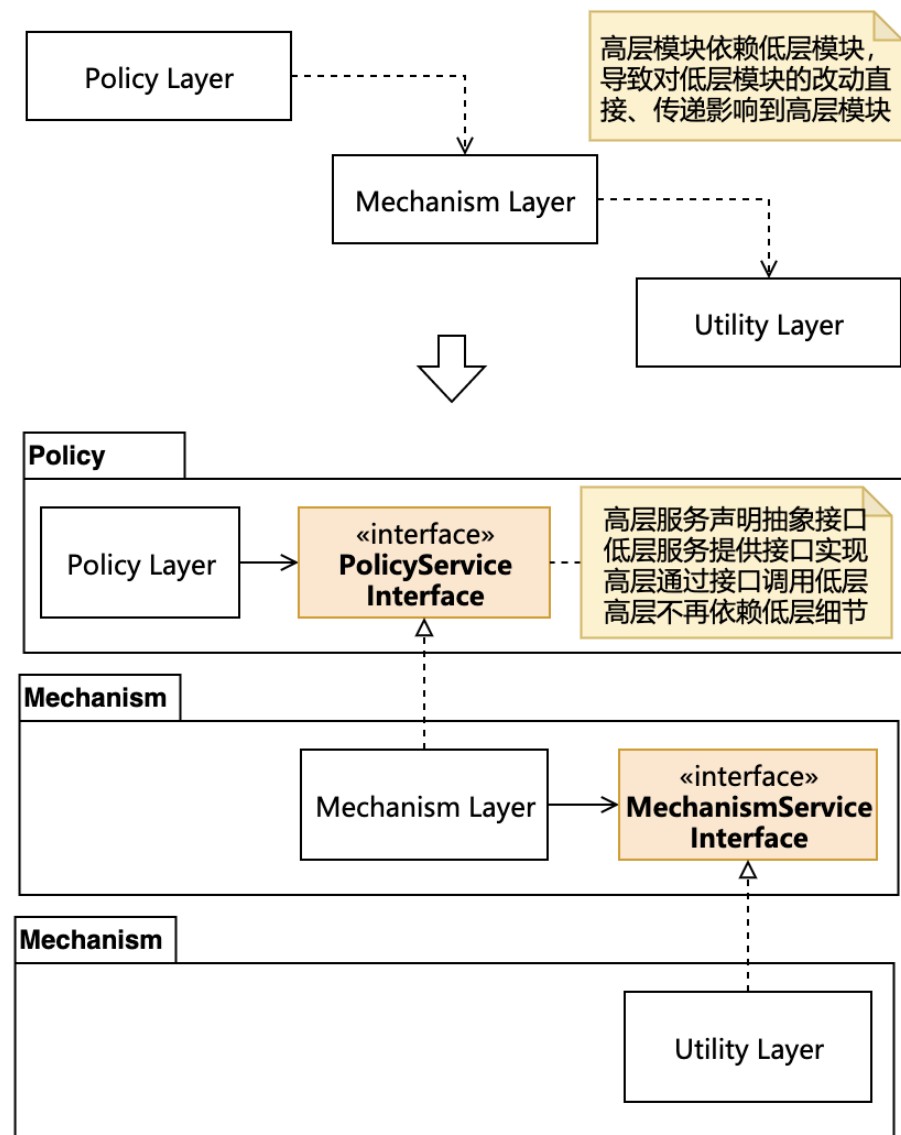 Policy Layer
高层模块依赖低层模块，
导致对低层模块的改动直
接、传递影响到高层模块
Mechanism Layer
Utility Layer
Policy
Policy Layer
«interface»
PolicyService
Interface
高层服务声明抽象接口
低层服务提供接口实现
高层通过接口调用低层
高层不再依赖低层细节
Mechanism
Mechanism Layer
«interface»
MechanismService
Interface
Mechanism
Utility Layer